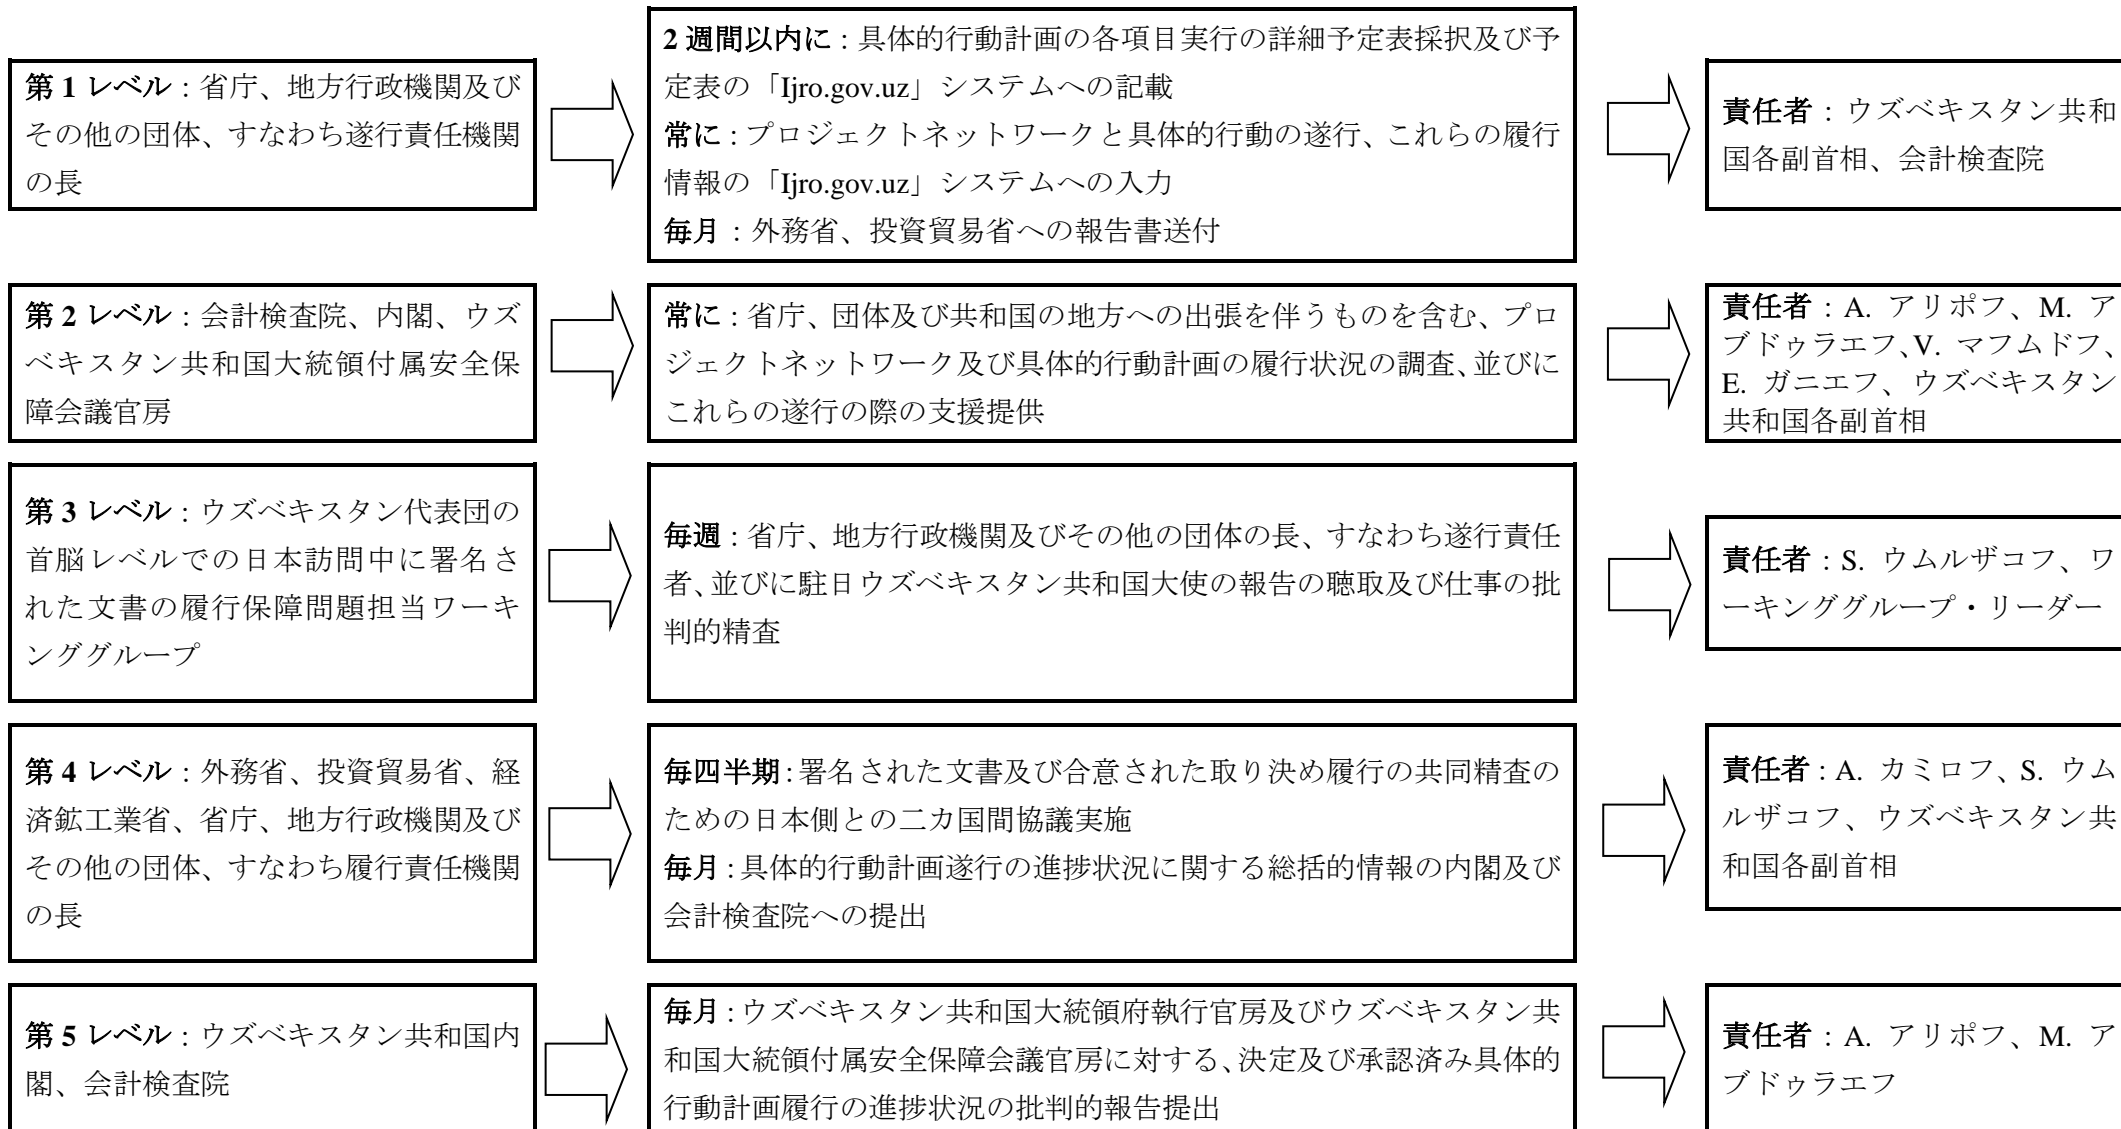 第 1 レベル：省庁、地方行政機関及び
その他の団体、すなわち遂行責任機関
の長
2 週間以内に：具体的行動計画の各項目実行の詳細予定表採択及び予
定表の「Ijro.gov.uz」システムへの記載
常に：プロジェクトネットワークと具体的行動の遂行、これらの履行
情報の「Ijro.gov.uz」システムへの入力
毎月：外務省、投資貿易省への報告書送付
責任者：ウズベキスタン共和
国各副首相、会計検査院
第 2 レベル：会計検査院、内閣、ウズ
ベキスタン共和国大統領付属安全保
障会議官房
常に：省庁、団体及び共和国の地方への出張を伴うものを含む、プロ
ジェクトネットワーク及び具体的行動計画の履行状況の調査、並びに
これらの遂行の際の支援提供
責任者：A. アリポフ、M. ア
ブドゥラエフ、V. マフムドフ、
E. ガニエフ、ウズベキスタン
共和国各副首相
第 3 レベル：ウズベキスタン代表団の
首脳レベルでの日本訪問中に署名さ
れた文書の履行保障問題担当ワーキ
ンググループ
毎週：省庁、地方行政機関及びその他の団体の長、すなわち遂行責任
者、並びに駐日ウズベキスタン共和国大使の報告の聴取及び仕事の批
判的精査
責任者：S. ウムルザコフ、ワ
ーキンググループ・リーダー
第 4 レベル：外務省、投資貿易省、経
済鉱工業省、省庁、地方行政機関及び
その他の団体、すなわち履行責任機関
の長
毎四半期：署名された文書及び合意された取り決め履行の共同精査の
ための日本側との二カ国間協議実施
毎月：具体的行動計画遂行の進捗状況に関する総括的情報の内閣及び
会計検査院への提出
責任者：A. カミロフ、S. ウム
ルザコフ、ウズベキスタン共
和国各副首相
第 5 レベル：ウズベキスタン共和国内
閣、会計検査院
毎月：ウズベキスタン共和国大統領府執行官房及びウズベキスタン共
和国大統領付属安全保障会議官房に対する、決定及び承認済み具体的
行動計画履行の進捗状況の批判的報告提出
責任者：A. アリポフ、M. ア
ブドゥラエフ